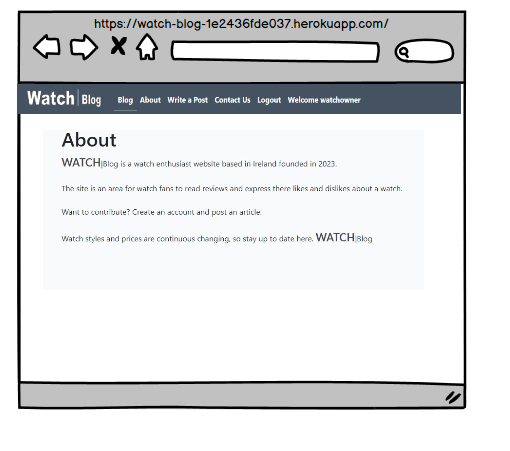 https://watch-blog-1e2436fde037.herokuapp.com/
Watch|Blog Blog About Write a Post Contact Us Logout Welcome watchowner
About
WATCH|Blog is a watch enthusiast website based in Ireland founded in 2023.
The site is an area for watch fans to read reviews and express there likes and dislikes about a watch.
Want to contribute? Create an account and post an article.
Watch styles and prices are continuous changing, so stay up to date here. WATCH|Blog